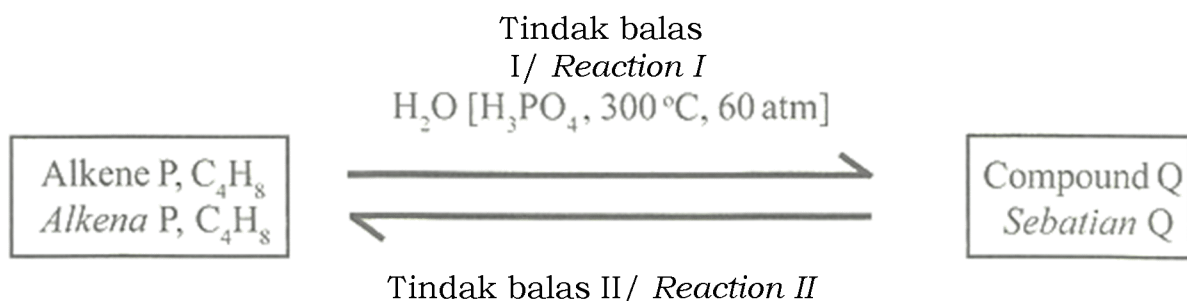 Tindak balas
I/ Reaction I
H₂O [H₃PO₄, 300 °C, 60 atm]
Alkene P, C₄H₈
Alkena P, C₄H₈
Compound Q
Sebatian Q
Tindak balas II/ Reaction II